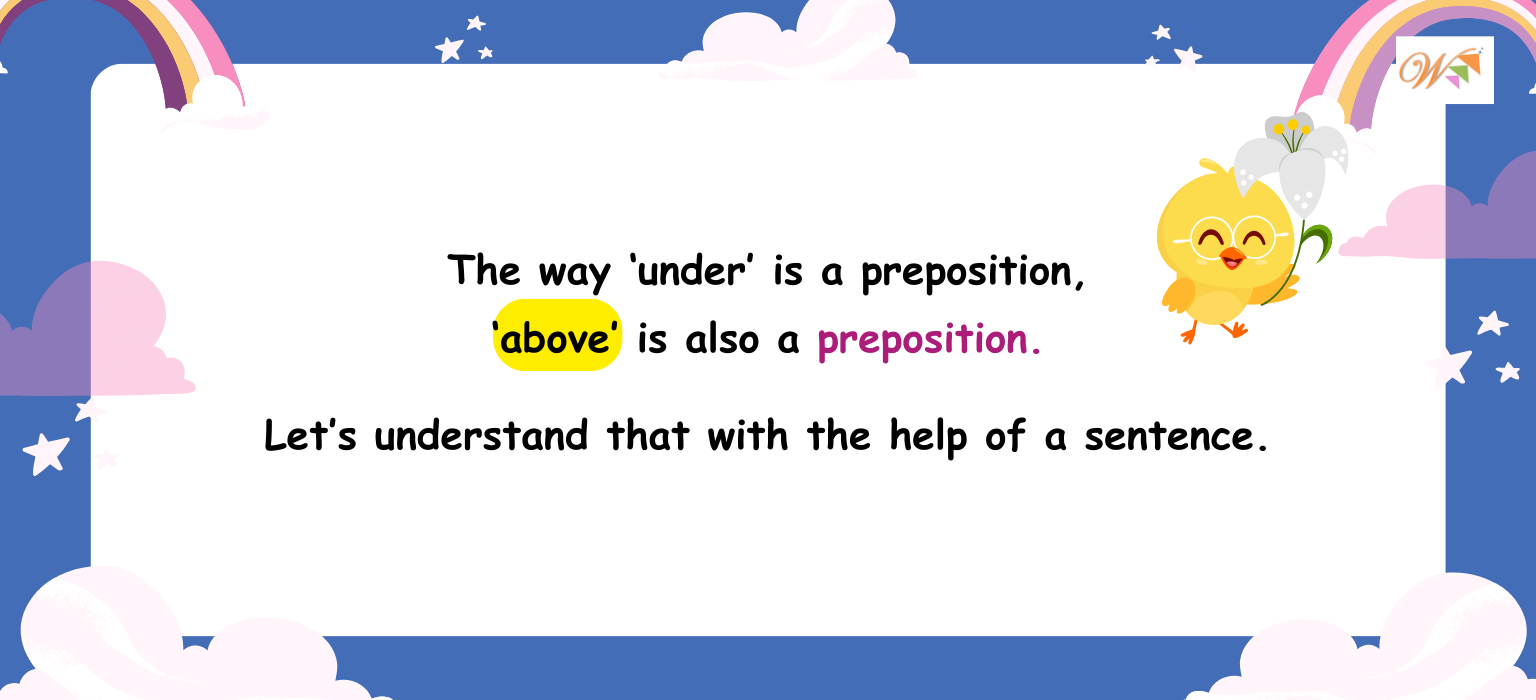 The way ‘under’ is a preposition,
‘above’ is also a preposition.
Let’s understand that with the help of a sentence.
W